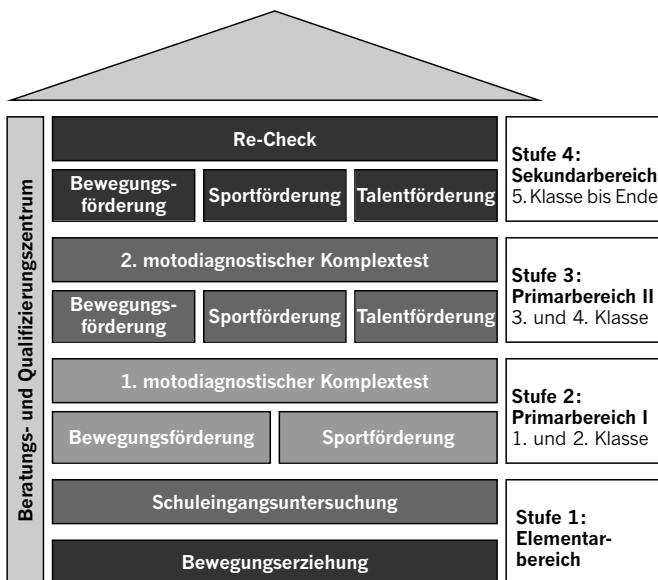 Beratungs- und Qualifizierungszentrum
Re-Check
Bewegungs-
förderung
Sportförderung
Talentförderung
Stufe 4:
Sekundarbereich
5. Klasse bis Ende
2. motodiagnostischer Komplextest
Bewegungs-
förderung
Sportförderung
Talentförderung
Stufe 3:
Primarbereich II
3. und 4. Klasse
1. motodiagnostischer Komplextest
Bewegungsförderung
Sportförderung
Stufe 2:
Primarbereich I
1. und 2. Klasse
Schuleingangsuntersuchung
Bewegungserziehung
Stufe 1:
Elementar-
bereich